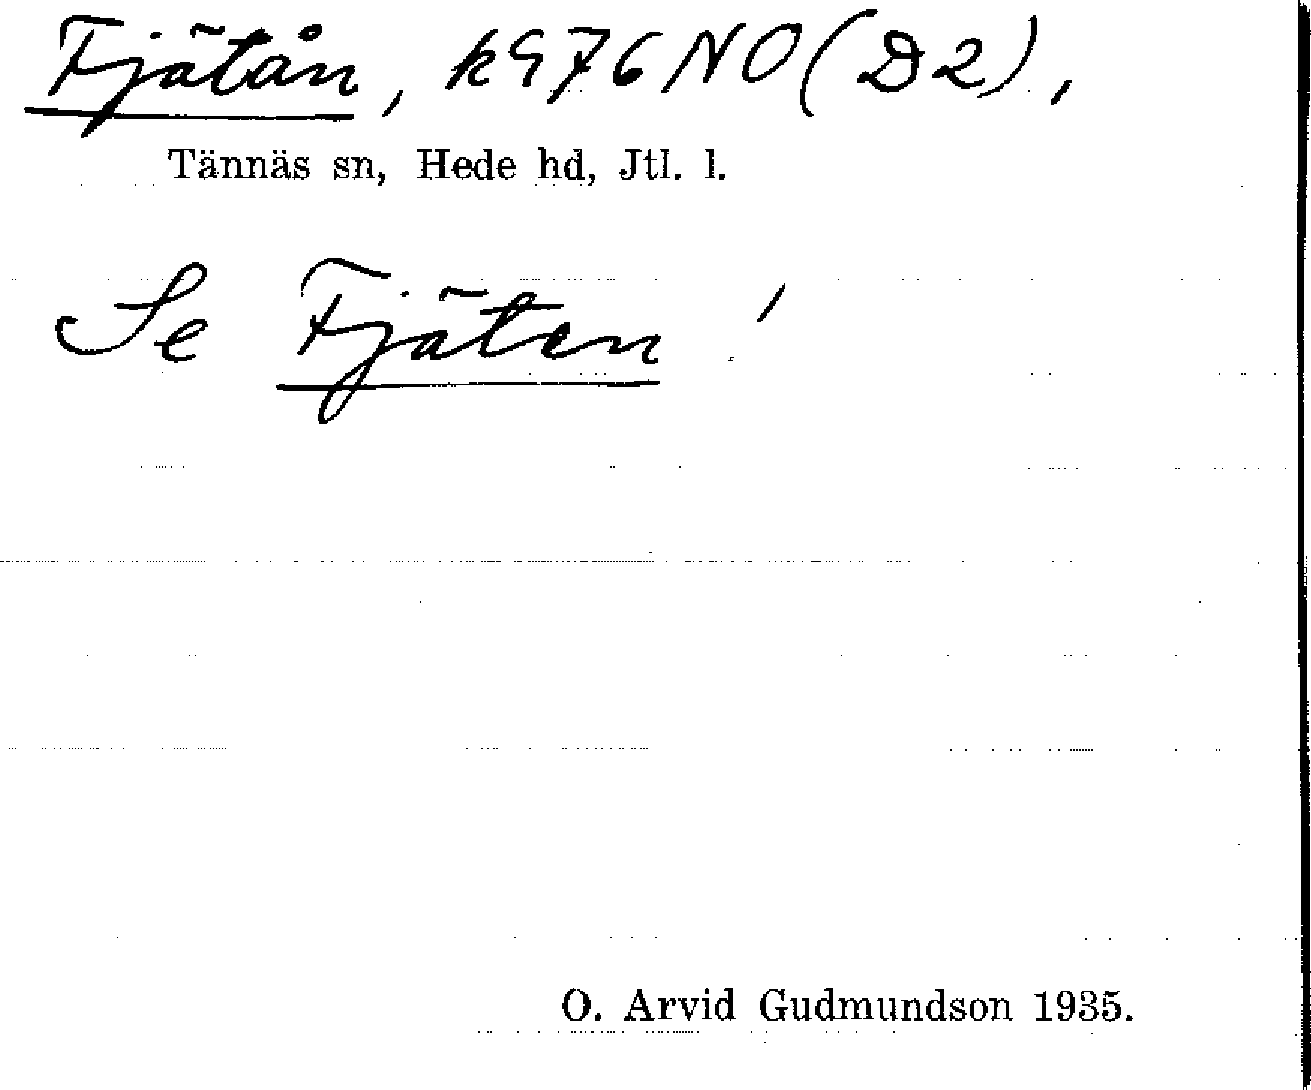 Fjätån, k976NO(D2),
Tännäs sn, Hede hd, Jtl. l.
Se Fjäten!
O. Arvid Gudmundson 1935.